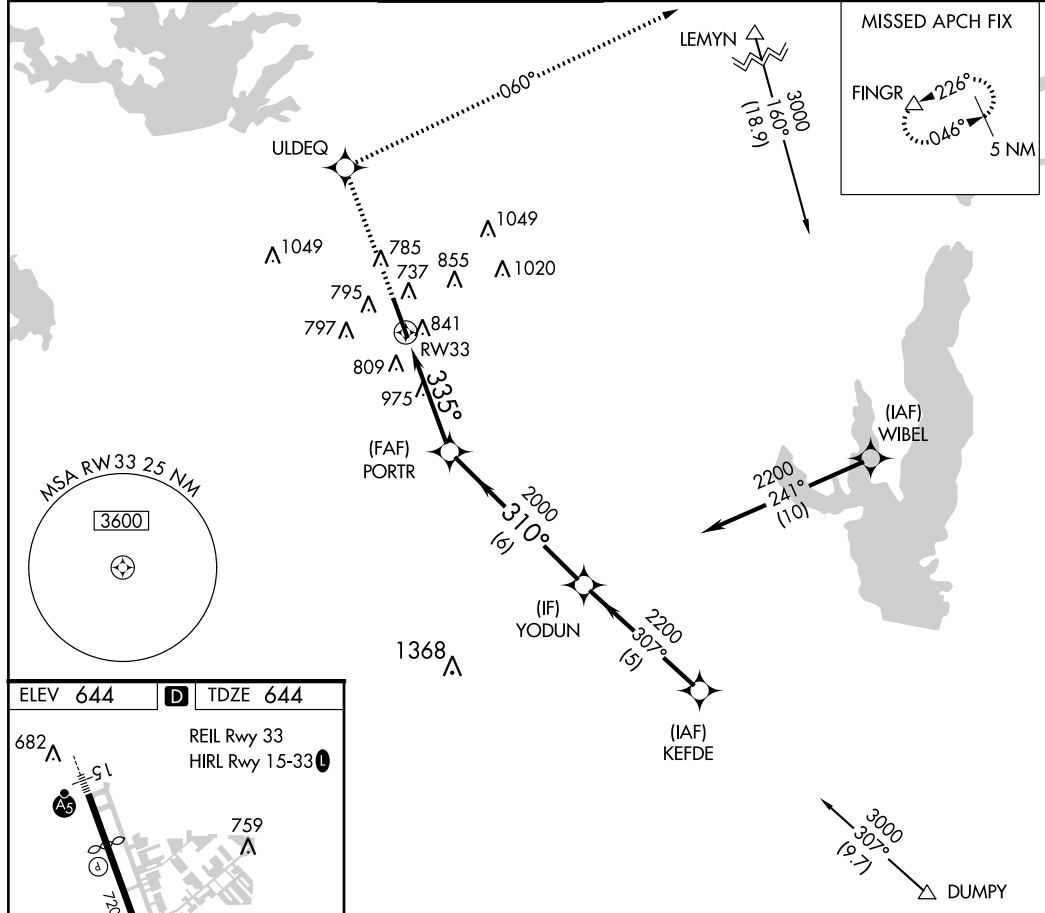 MISSED APCH FIX
LEMYN
FINGR
226°
046°
5 NM
3000
160°
(18.9)
060°
ULDEQ
1049
1049
785
855
1020
737
795
797
841
RW33
809
975
335°
(FAF)
PORTR
(IAF)
WIBEL
2200
241°
(10)
MSA RW33 25 NM
3600
2000
310°
(6)
(IF)
YODUN
2200
307°
(5)
1368
(IAF)
KEFDE
ELEV 644
D
TDZE 644
682
REIL Rwy 33
HIRL Rwy 15-33 L
15
A5
759
P
720
3000
307°
(9.7)
DUMPY